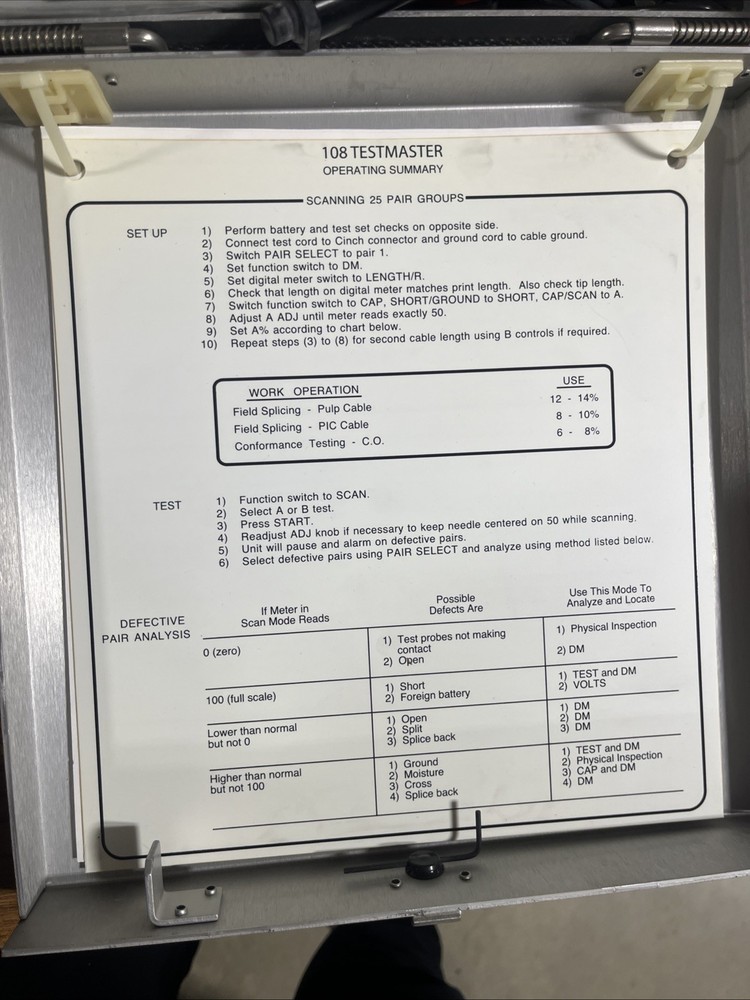 108 TESTMASTER
OPERATING SUMMARY
SCANNING 25 PAIR GROUPS
SET UP
1) Perform battery and test set checks on opposite side.
2) Connect test cord to Cinch connector and ground cord to cable ground.
3) Switch PAIR SELECT to pair 1.
4) Set function switch to DM.
5) Set digital meter switch to LENGTH/R.
6) Check that length on digital meter matches print length. Also check tip length.
7) Switch function switch to CAP, SHORT/GROUND to SHORT, CAP/SCAN to A.
8) Adjust A ADJ until meter reads exactly 50.
9) Set A% according to chart below.
10) Repeat steps (3) to (8) for second cable length using B controls if required.
WORK OPERATION USE
Field Splicing - Pulp Cable 12 - 14%
Field Splicing - PIC Cable 8 - 10%
Conformance Testing - C.O. 6 - 8%
TEST
1) Function switch to SCAN.
2) Select A or B test.
3) Press START.
4) Readjust ADJ knob if necessary to keep needle centered on 50 while scanning.
5) Unit will pause and alarm on defective pairs.
6) Select defective pairs using PAIR SELECT and analyze using method listed below.
DEFECTIVE
PAIR ANALYSIS
If Meter in
Scan Mode Reads
Possible
Defects Are
Use This Mode To
Analyze and Locate
0 (zero)
1) Test probes not making
contact
2) Open
1) Physical Inspection
2) DM
100 (full scale)
1) Short
2) Foreign battery
1) TEST and DM
2) VOLTS
Lower than normal
but not 0
1) Open
2) Split
3) Splice back
1) DM
2) DM
3) DM
Higher than normal
but not 100
1) Ground
2) Moisture
3) Cross
4) Splice back
1) TEST and DM
2) Physical Inspection
3) CAP and DM
4) DM